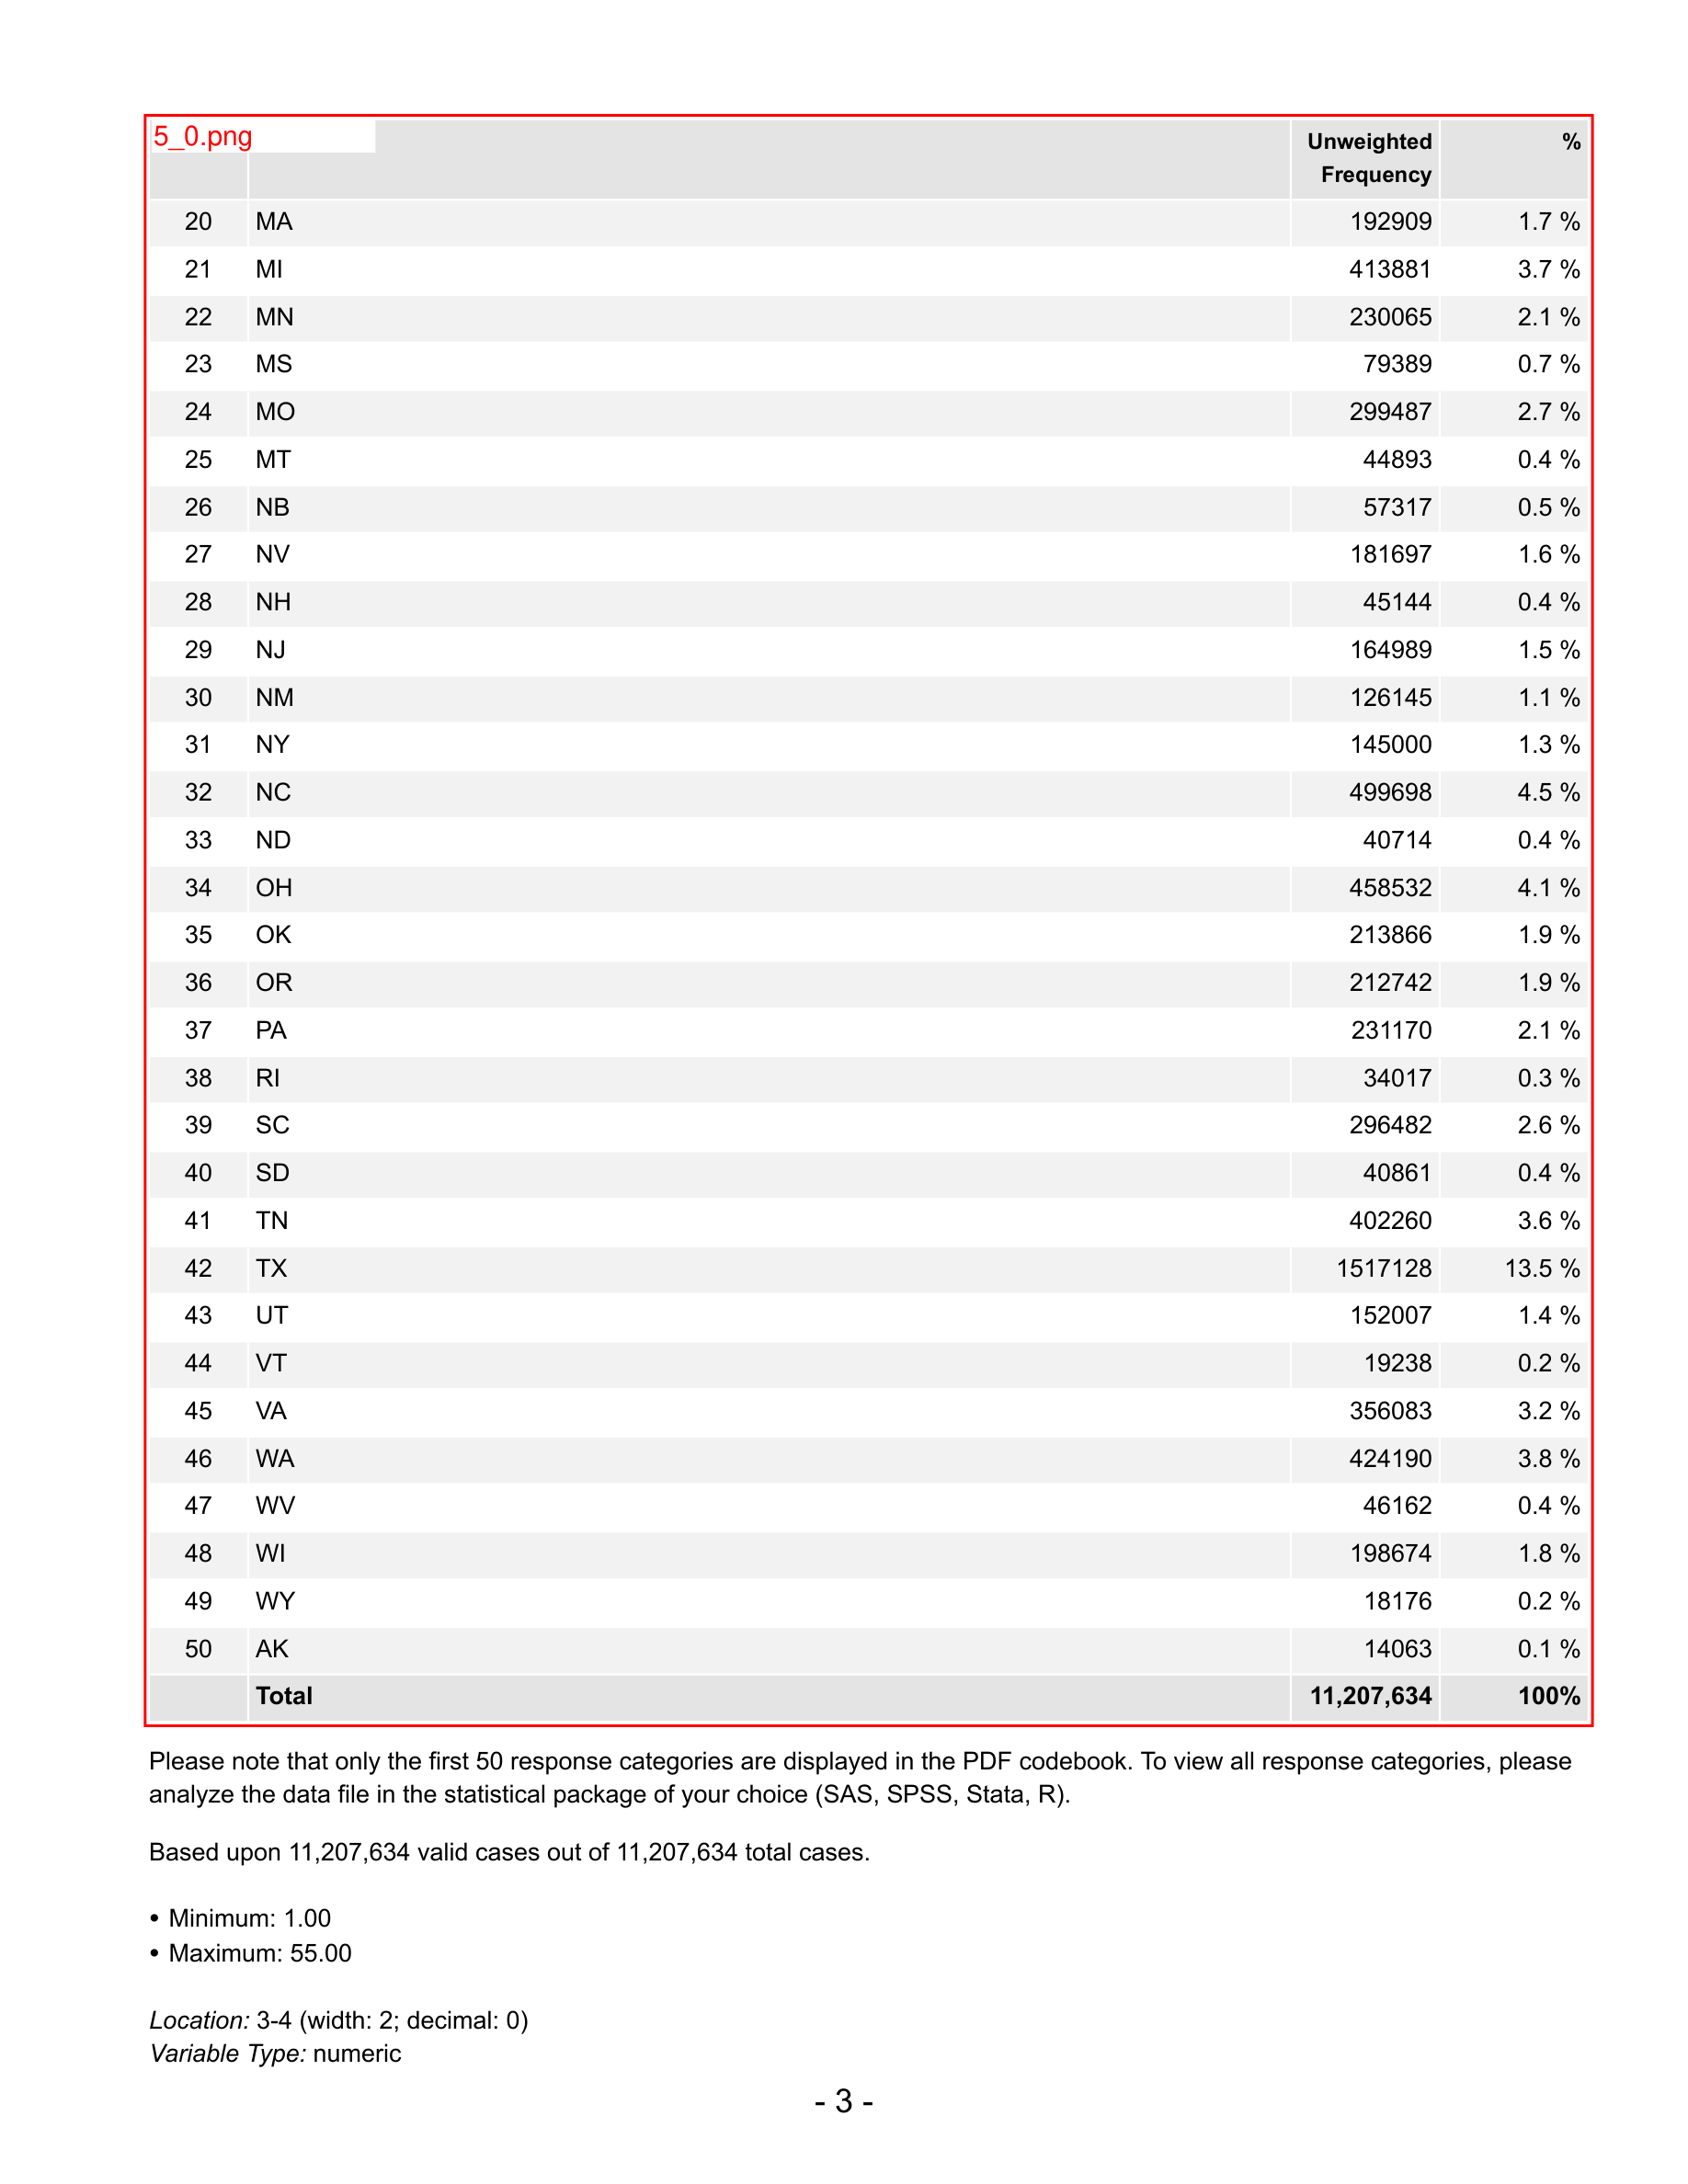 5_0.png
Unweighted Frequency %
20 MA 192909 1.7 %
21 MI 413881 3.7 %
22 MN 230065 2.1 %
23 MS 79389 0.7 %
24 MO 299487 2.7 %
25 MT 44893 0.4 %
26 NB 57317 0.5 %
27 NV 181697 1.6 %
28 NH 45144 0.4 %
29 NJ 164989 1.5 %
30 NM 126145 1.1 %
31 NY 145000 1.3 %
32 NC 499698 4.5 %
33 ND 40714 0.4 %
34 OH 458532 4.1 %
35 OK 213866 1.9 %
36 OR 212742 1.9 %
37 PA 231170 2.1 %
38 RI 34017 0.3 %
39 SC 296482 2.6 %
40 SD 40861 0.4 %
41 TN 402260 3.6 %
42 TX 1517128 13.5 %
43 UT 152007 1.4 %
44 VT 19238 0.2 %
45 VA 356083 3.2 %
46 WA 424190 3.8 %
47 WV 46162 0.4 %
48 WI 198674 1.8 %
49 WY 18176 0.2 %
50 AK 14063 0.1 %
Total 11,207,634 100%
Please note that only the first 50 response categories are displayed in the PDF codebook. To view all response categories, please
analyze the data file in the statistical package of your choice (SAS, SPSS, Stata, R).
Based upon 11,207,634 valid cases out of 11,207,634 total cases.
• Minimum: 1.00
• Maximum: 55.00
Location: 3-4 (width: 2; decimal: 0)
Variable Type: numeric
- 3 -